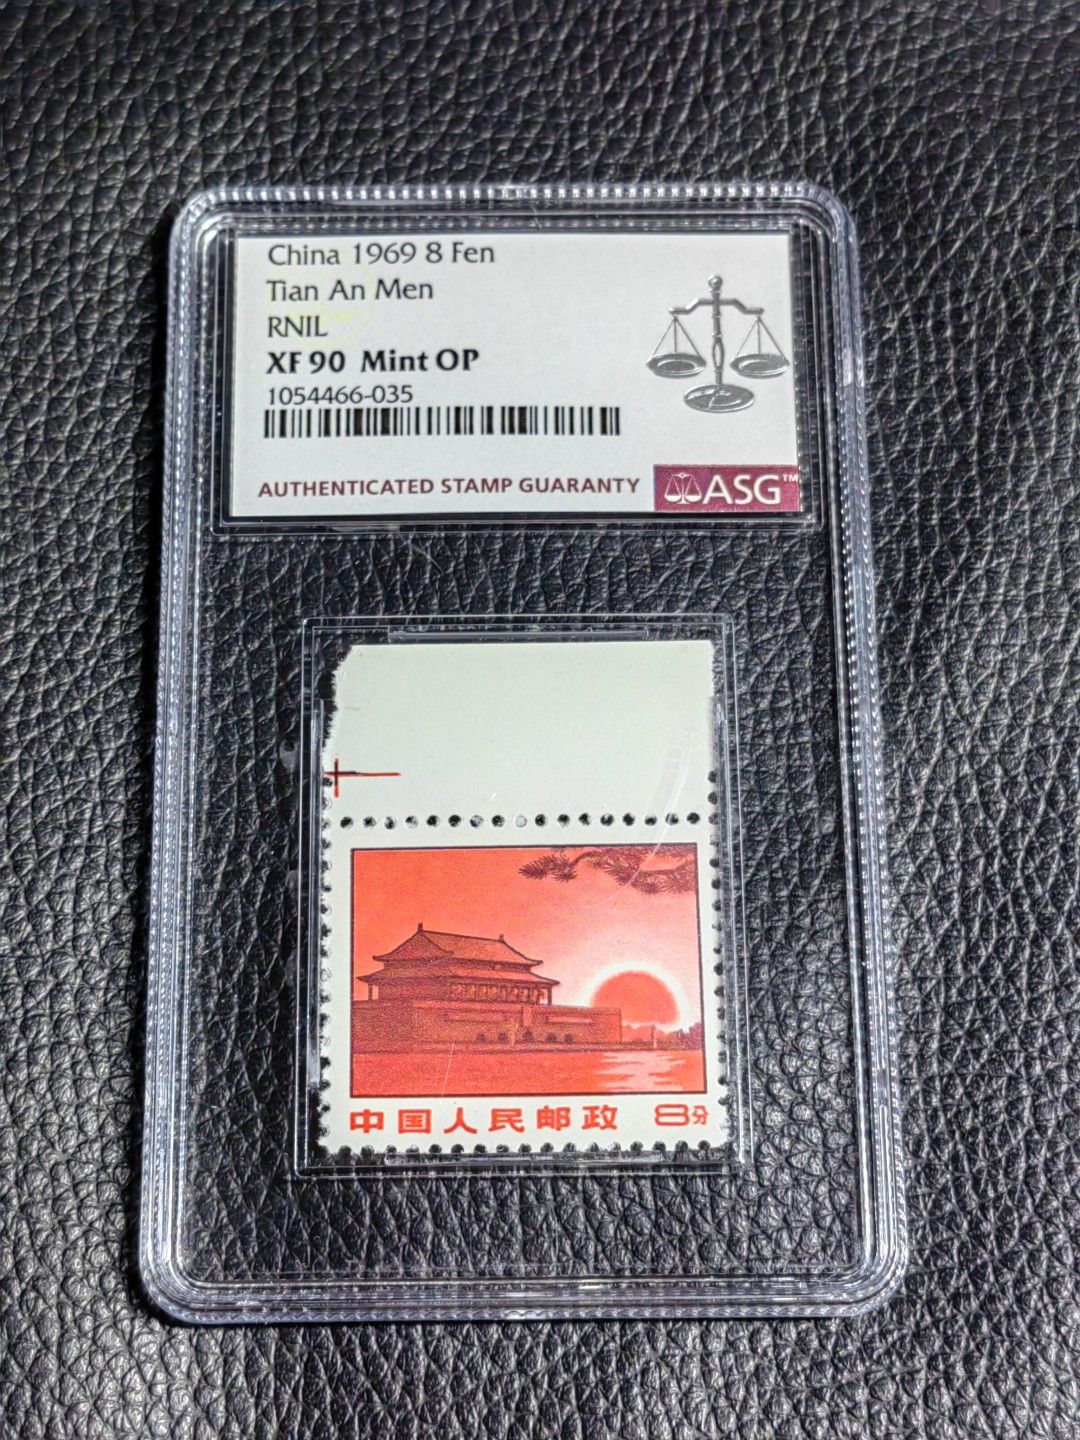 China 1969 8 Fen
Tian An Men
RNIL
XF 90 Mint OP
1054466-035
AUTHENTICATED STAMP GUARANTY
ASG™
中国人民邮政 8分